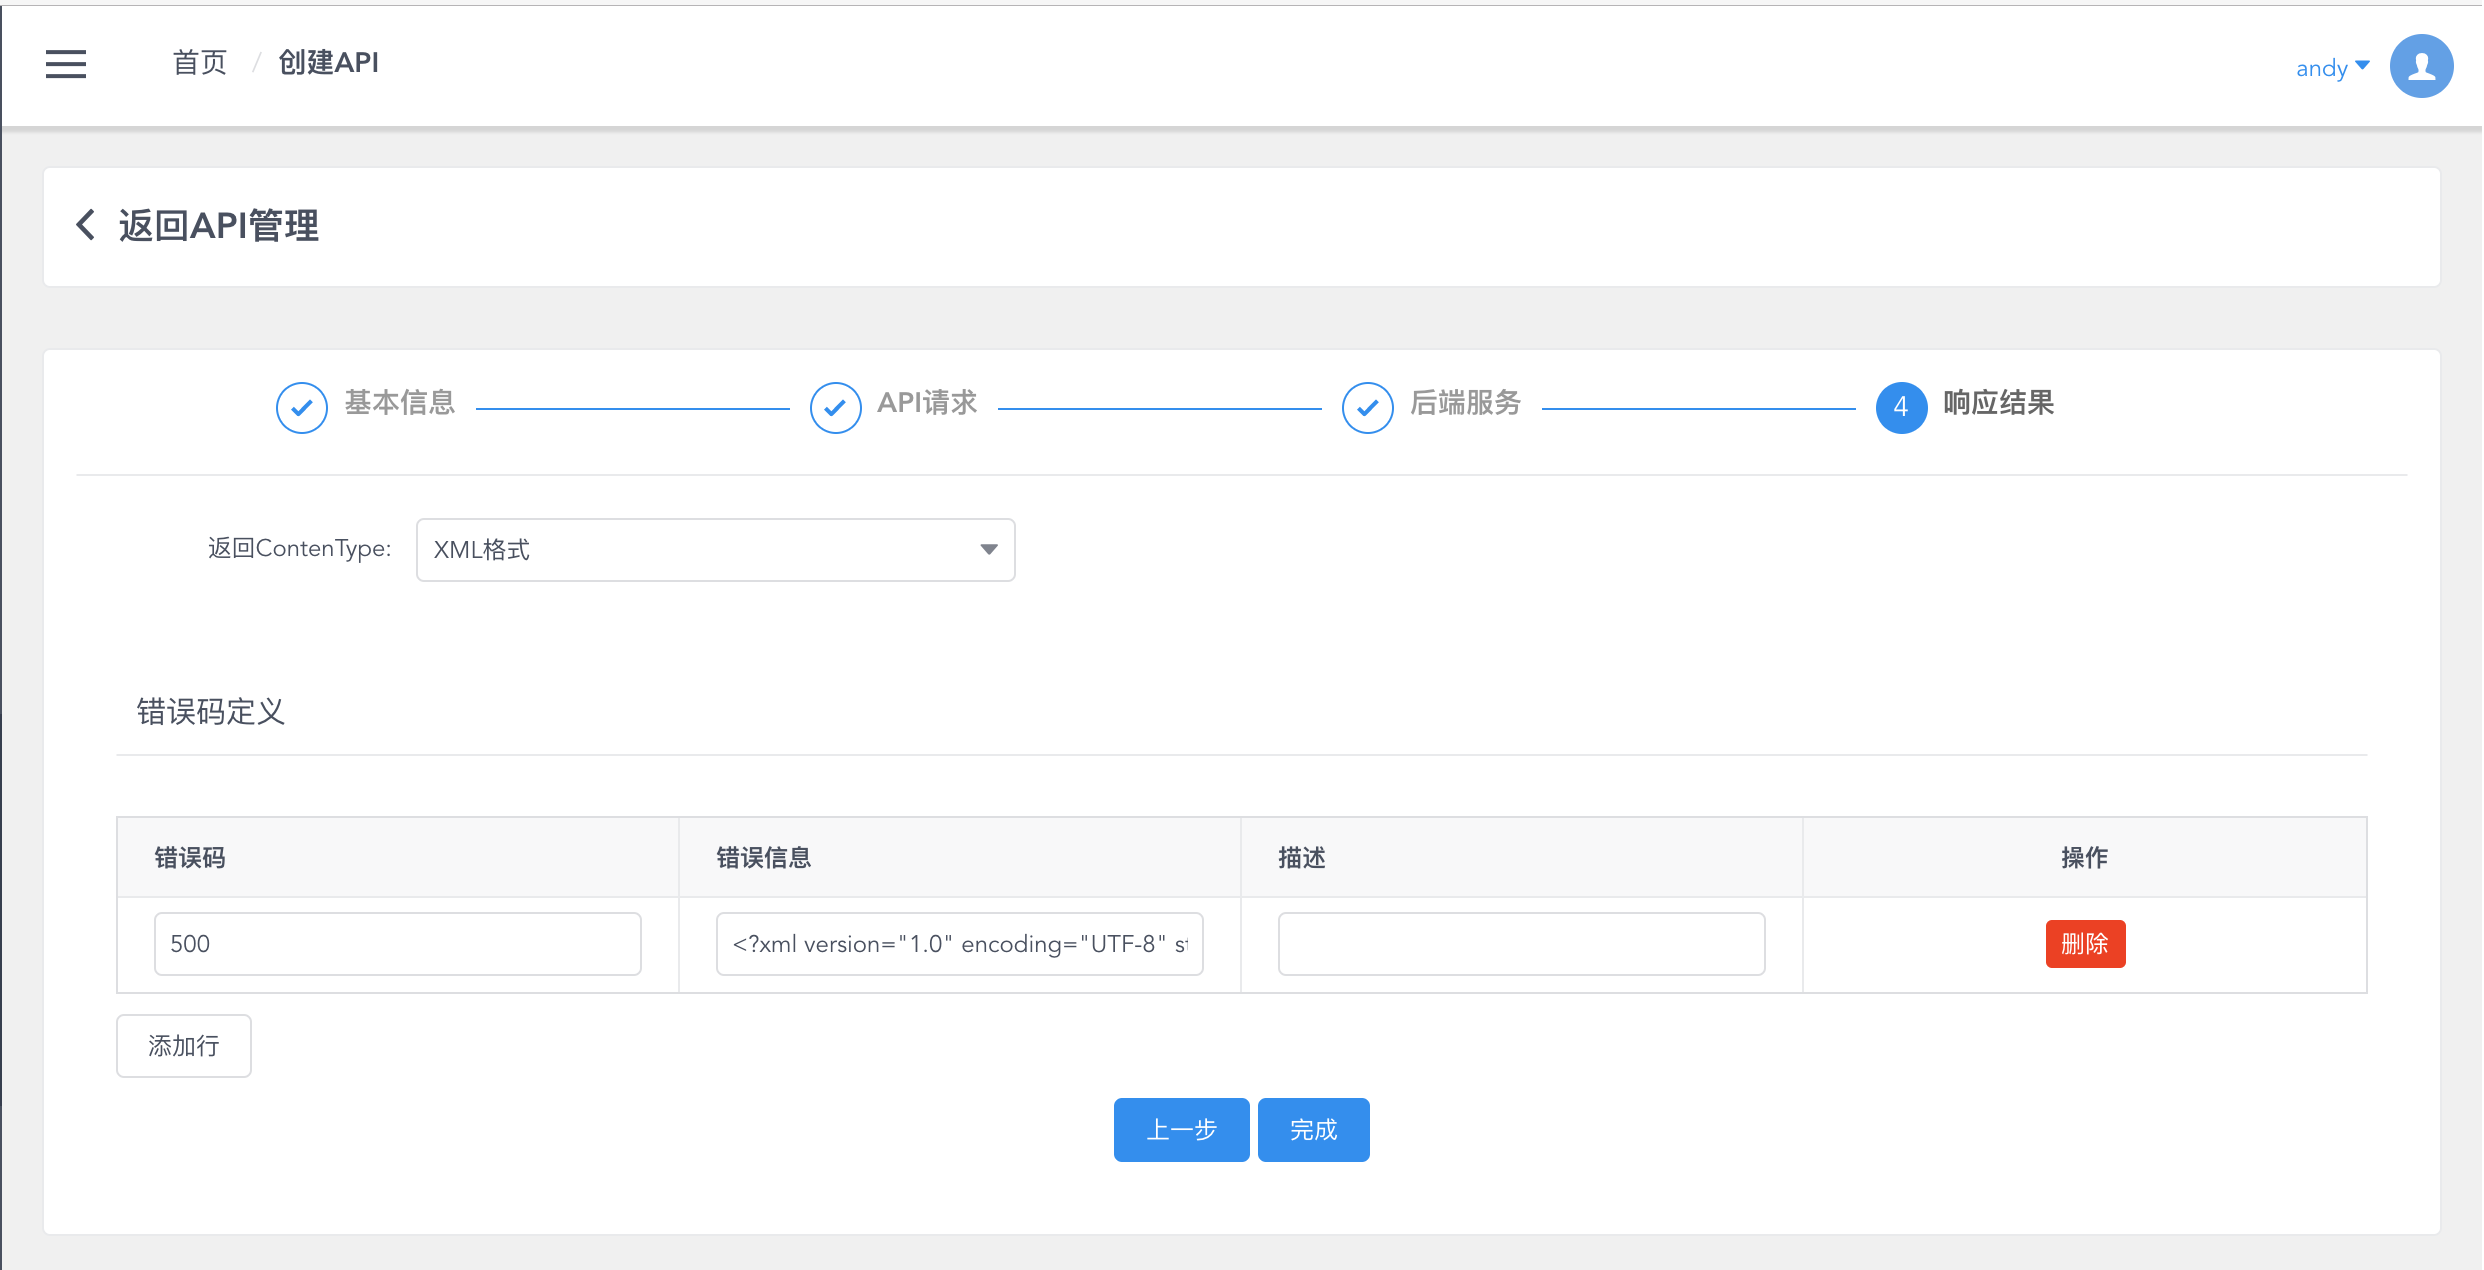 首页 / 创建API
andy
返回API管理
基本信息
API请求
后端服务
4 响应结果
返回ContenType: XML格式
错误码定义
错误码 错误信息 描述 操作
500 <?xml version="1.0" encoding="UTF-8" st 删除
添加行
上一步 完成